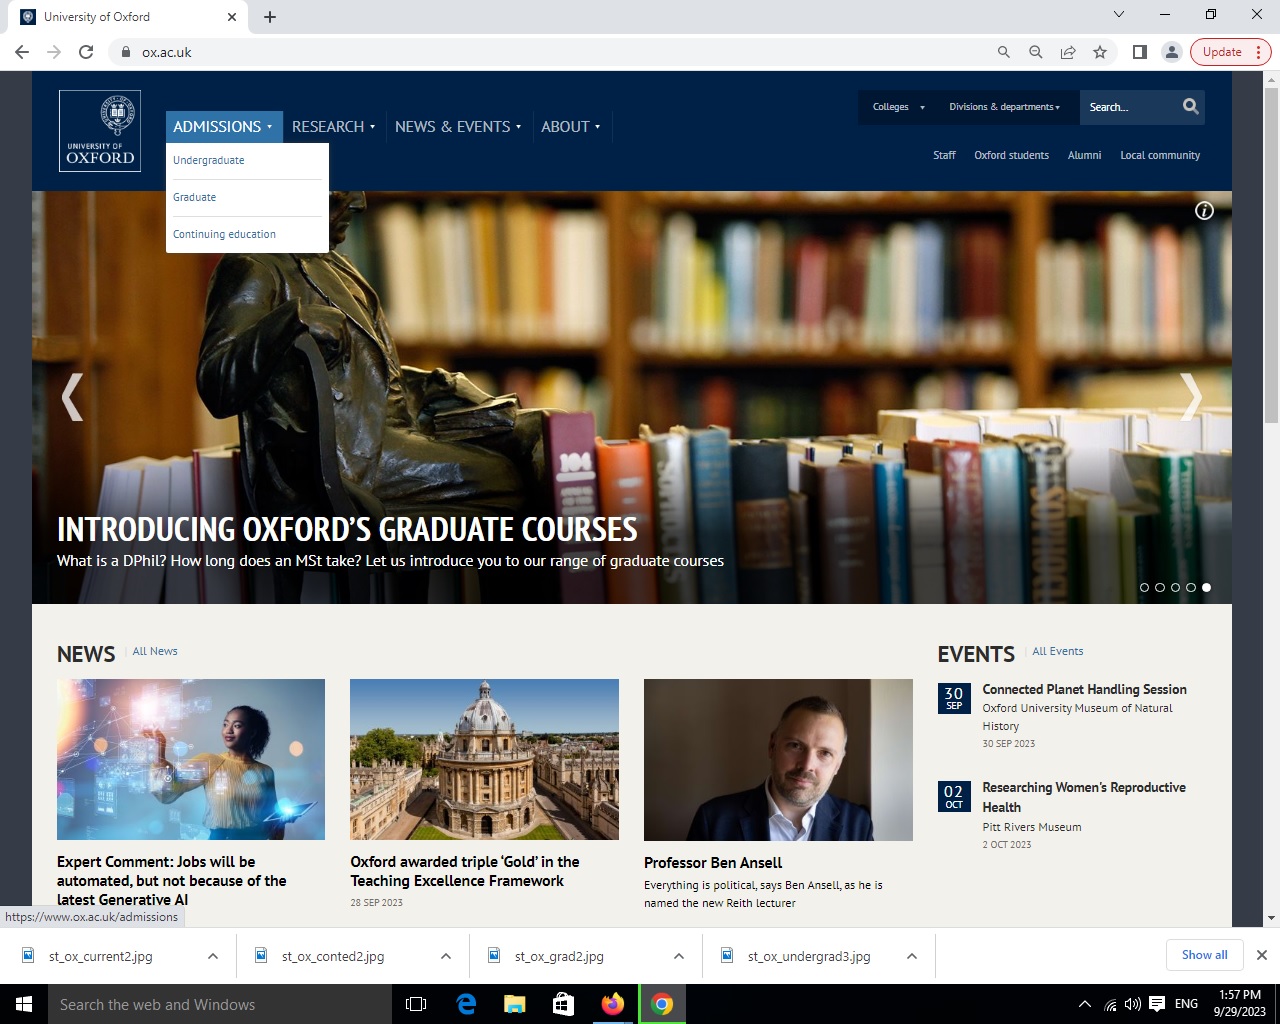 University of Oxford
ox.ac.uk
Update
UNIVERSITY OF
OXFORD
ADMISSIONS
RESEARCH
NEWS & EVENTS
ABOUT
Colleges
Divisions & departments
Search...
Staff
Oxford students
Alumni
Local community
Undergraduate
Graduate
Continuing education
104
INTRODUCING OXFORD'S GRADUATE COURSES
What is a DPhil? How long does an MSt take? Let us introduce you to our range of graduate courses
NEWS
All News
Expert Comment: Jobs will be
automated, but not because of the
latest Generative AI
Oxford awarded triple ‘Gold’ in the
Teaching Excellence Framework
28 SEP 2023
Professor Ben Ansell
Everything is political, says Ben Ansell, as he is
named the new Reith lecturer
EVENTS
All Events
30
SEP
Connected Planet Handling Session
Oxford University Museum of Natural
History
30 SEP 2023
02
OCT
Researching Women's Reproductive
Health
Pitt Rivers Museum
2 OCT 2023
https://www.ox.ac.uk/admissions
st_ox_current2.jpg
st_ox_conted2.jpg
st_ox_grad2.jpg
st_ox_undergrad3.jpg
Show all
Search the web and Windows
ENG
1:57 PM
9/29/2023